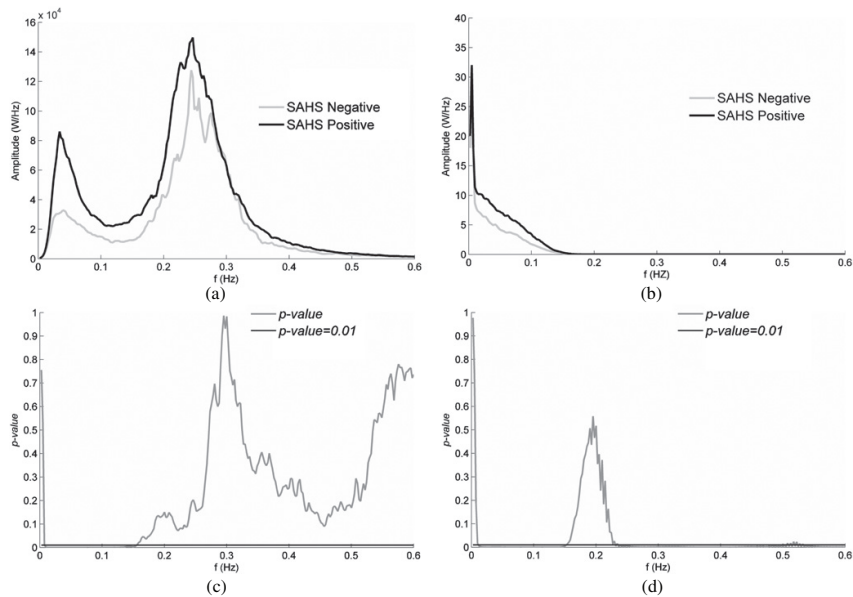 x 10⁴
16
14
12
10
8
6
4
2
0
Amplitude (W/Hz)
SAHS Negative
SAHS Positive
0 0.1 0.2 0.3 0.4 0.5 0.6
f (Hz)
(a)
40
35
30
25
20
15
10
5
0
Amplitude (W/Hz)
SAHS Negative
SAHS Positive
0 0.1 0.2 0.3 0.4 0.5 0.6
f (HZ)
(b)
1
0.9
0.8
0.7
0.6
0.5
0.4
0.3
0.2
0.1
0
p-value
p-value
p-value=0.01
0 0.1 0.2 0.3 0.4 0.5 0.6
f (Hz)
(c)
1
0.9
0.8
0.7
0.6
0.5
0.4
0.3
0.2
0.1
0
p-value
p-value
p-value=0.01
0 0.1 0.2 0.3 0.4 0.5 0.6
f (Hz)
(d)